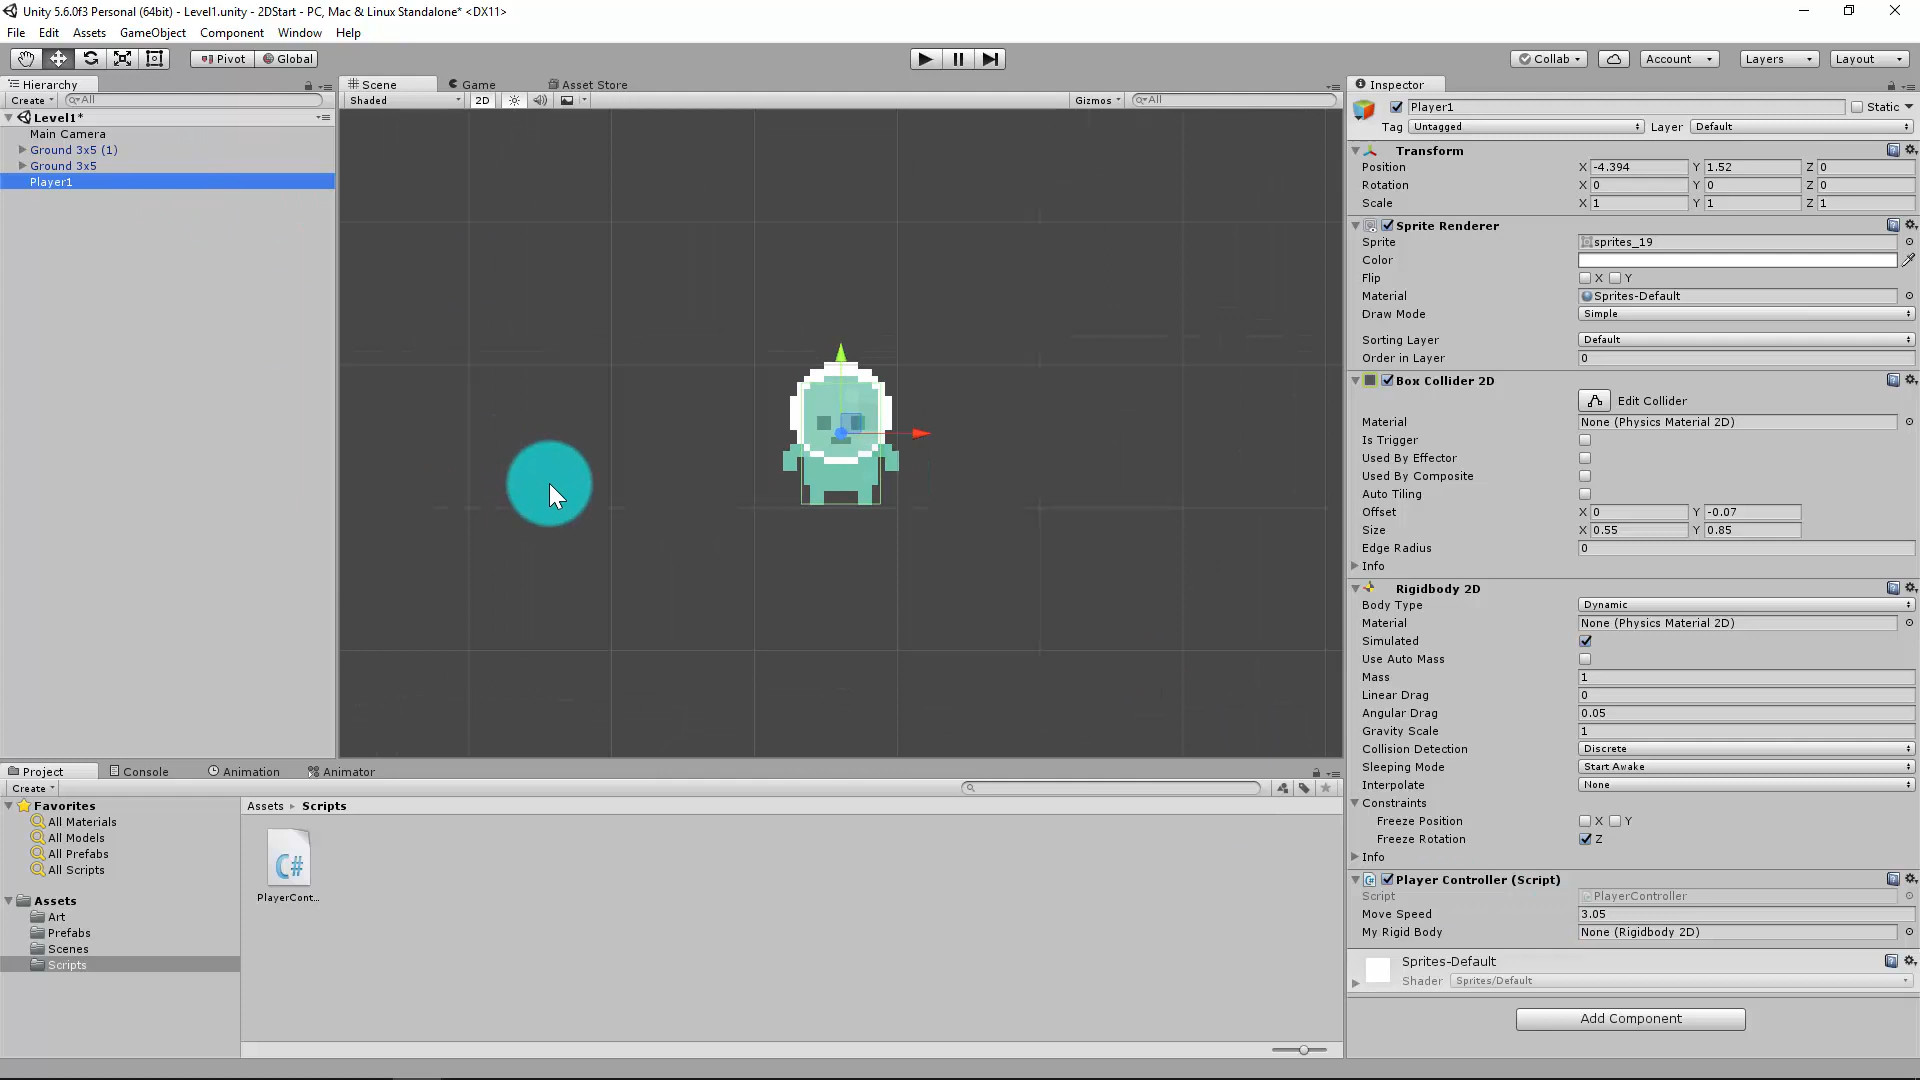 Unity 5.6.0f3 Personal (64bit) - Level1.unity - 2DStart - PC, Mac & Linux Standalone* <DX11>
File Edit Assets GameObject Component Window Help
Pivot Global Collab Account Layers Layout
Hierarchy
Create All
Level1*
Main Camera
Ground 3x5 (1)
Ground 3x5
Player1
Scene Game Asset Store
Shaded 2D Gizmos All
Project Console Animation Animator
Create
Favorites
All Materials
All Models
All Prefabs
All Scripts
Assets
Art
Prefabs
Scenes
Scripts
Assets Scripts
C#
PlayerCont...
Inspector
Player1 Static
Tag Untagged Layer Default
Transform
Position X -4.394 Y 1.52 Z 0
Rotation X 0 Y 0 Z 0
Scale X 1 Y 1 Z 1
Sprite Renderer
Sprite sprites_19
Color
Flip X Y
Material Sprites-Default
Draw Mode Simple
Sorting Layer Default
Order in Layer 0
Box Collider 2D
Edit Collider
Material None (Physics Material 2D)
Is Trigger
Used By Effector
Used By Composite
Auto Tiling
Offset X 0 Y -0.07
Size X 0.55 Y 0.85
Edge Radius 0
Info
Rigidbody 2D
Body Type Dynamic
Material None (Physics Material 2D)
Simulated
Use Auto Mass
Mass 1
Linear Drag 0
Angular Drag 0.05
Gravity Scale 1
Collision Detection Discrete
Sleeping Mode Start Awake
Interpolate None
Constraints
Freeze Position X Y
Freeze Rotation Z
Info
Player Controller (Script)
Script PlayerController
Move Speed 3.05
My Rigid Body None (Rigidbody 2D)
Sprites-Default
Shader Sprites/Default
Add Component